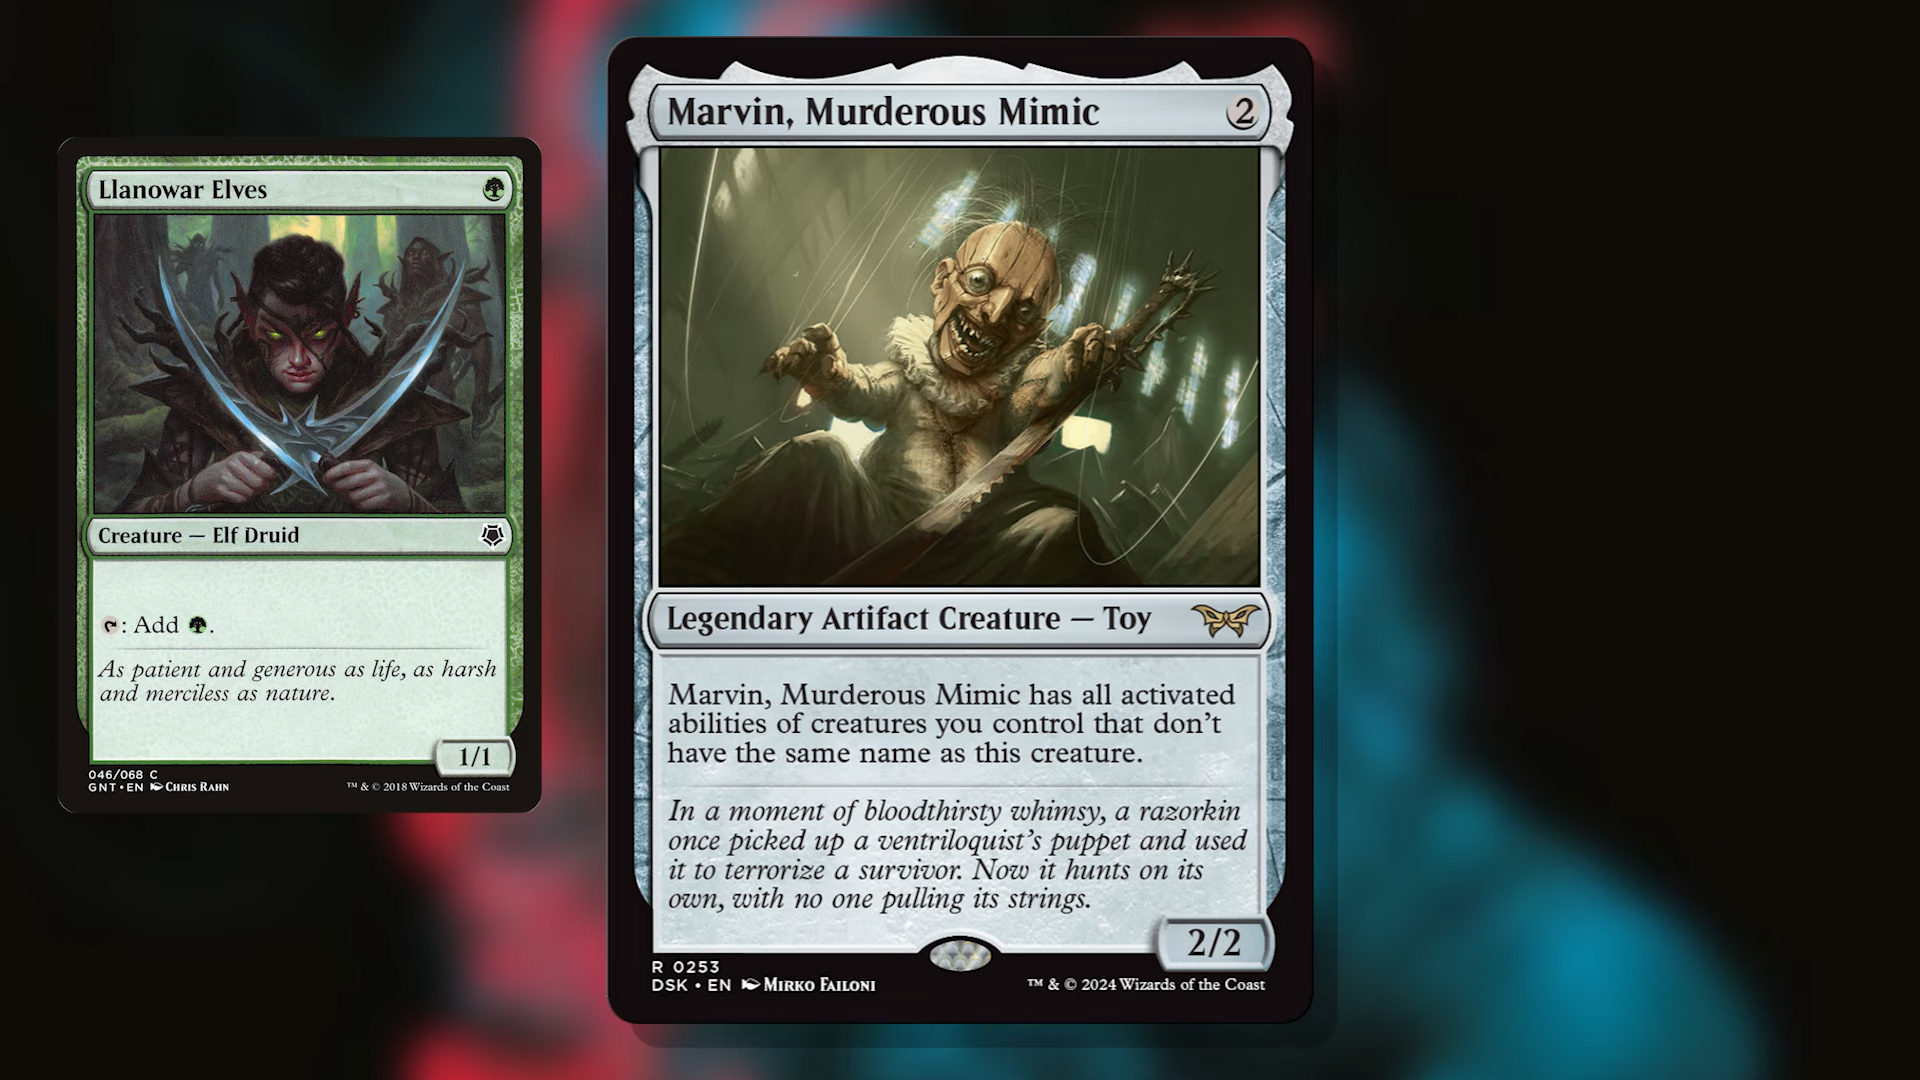 Llanowar Elves
Creature — Elf Druid
: Add .
As patient and generous as life, as harsh
and merciless as nature.
1/1
046/068 C
GNT • EN Chris Rahn
™ & © 2018 Wizards of the Coast
Marvin, Murderous Mimic 2
Legendary Artifact Creature — Toy
Marvin, Murderous Mimic has all activated
abilities of creatures you control that don't
have the same name as this creature.
In a moment of bloodthirsty whimsy, a razorkin
once picked up a ventriloquist's puppet and used
it to terrorize a survivor. Now it hunts on its
own, with no one pulling its strings.
2/2
R 0253
DSK • EN Mirko Failoni
™ & © 2024 Wizards of the Coast